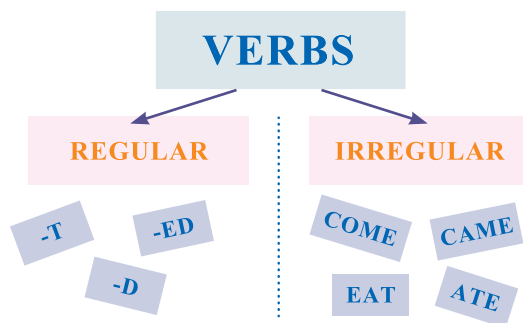 VERBS
REGULAR
IRREGULAR
-T
-ED
-D
COME
CAME
EAT
ATE